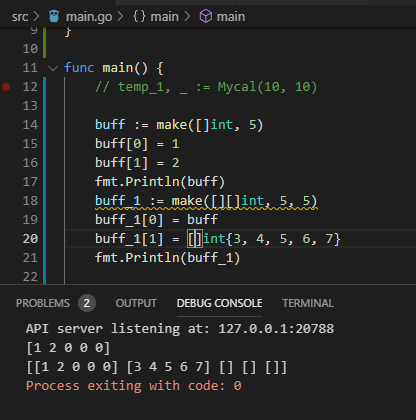 src > main.go > main > main
9 }
10
11 func main() {
12 // temp_1, _ := Mycal(10, 10)
13
14 buff := make([]int, 5)
15 buff[0] = 1
16 buff[1] = 2
17 fmt.Println(buff)
18 buff_1 := make([][]int, 5, 5)
19 buff_1[0] = buff
20 buff_1[1] = []int{3, 4, 5, 6, 7}
21 fmt.Println(buff_1)
22
PROBLEMS 2 OUTPUT DEBUG CONSOLE TERMINAL
API server listening at: 127.0.0.1:20788
[1 2 0 0 0]
[[1 2 0 0 0] [3 4 5 6 7] [] [] []]
Process exiting with code: 0